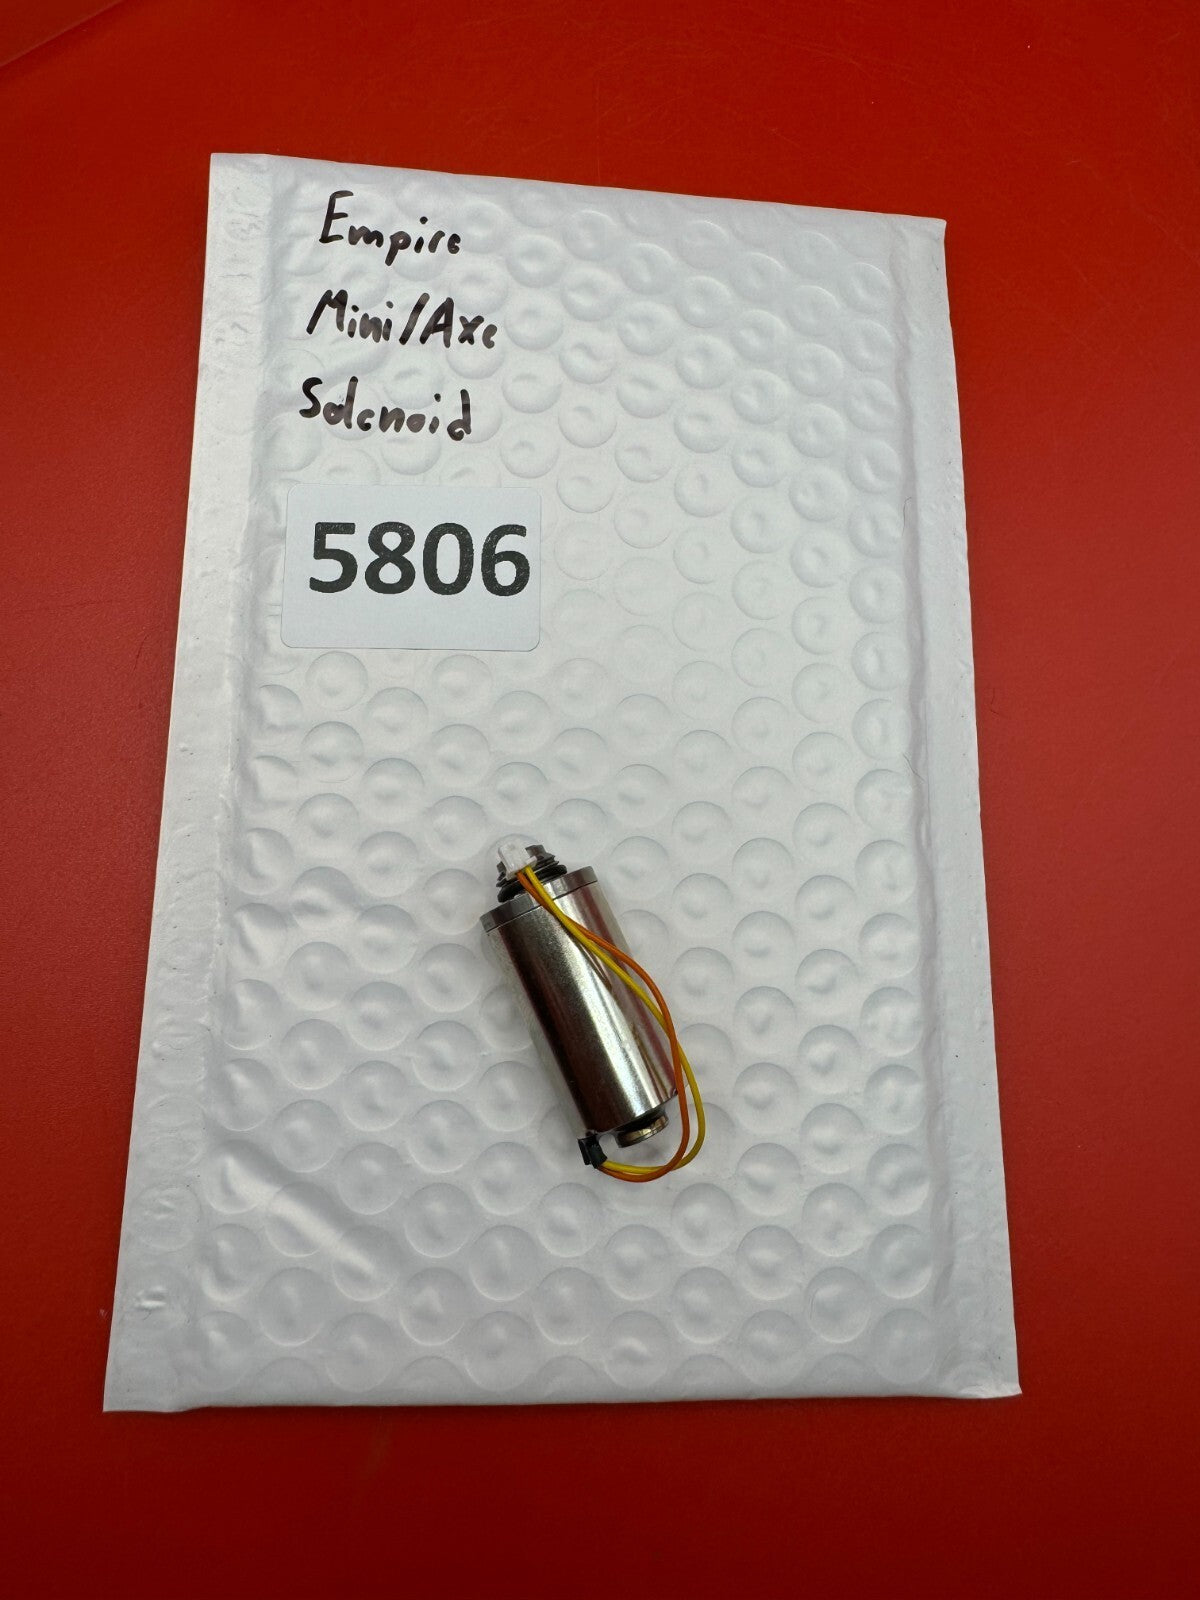 Empire
Mini/Axe
Solenoid
5806